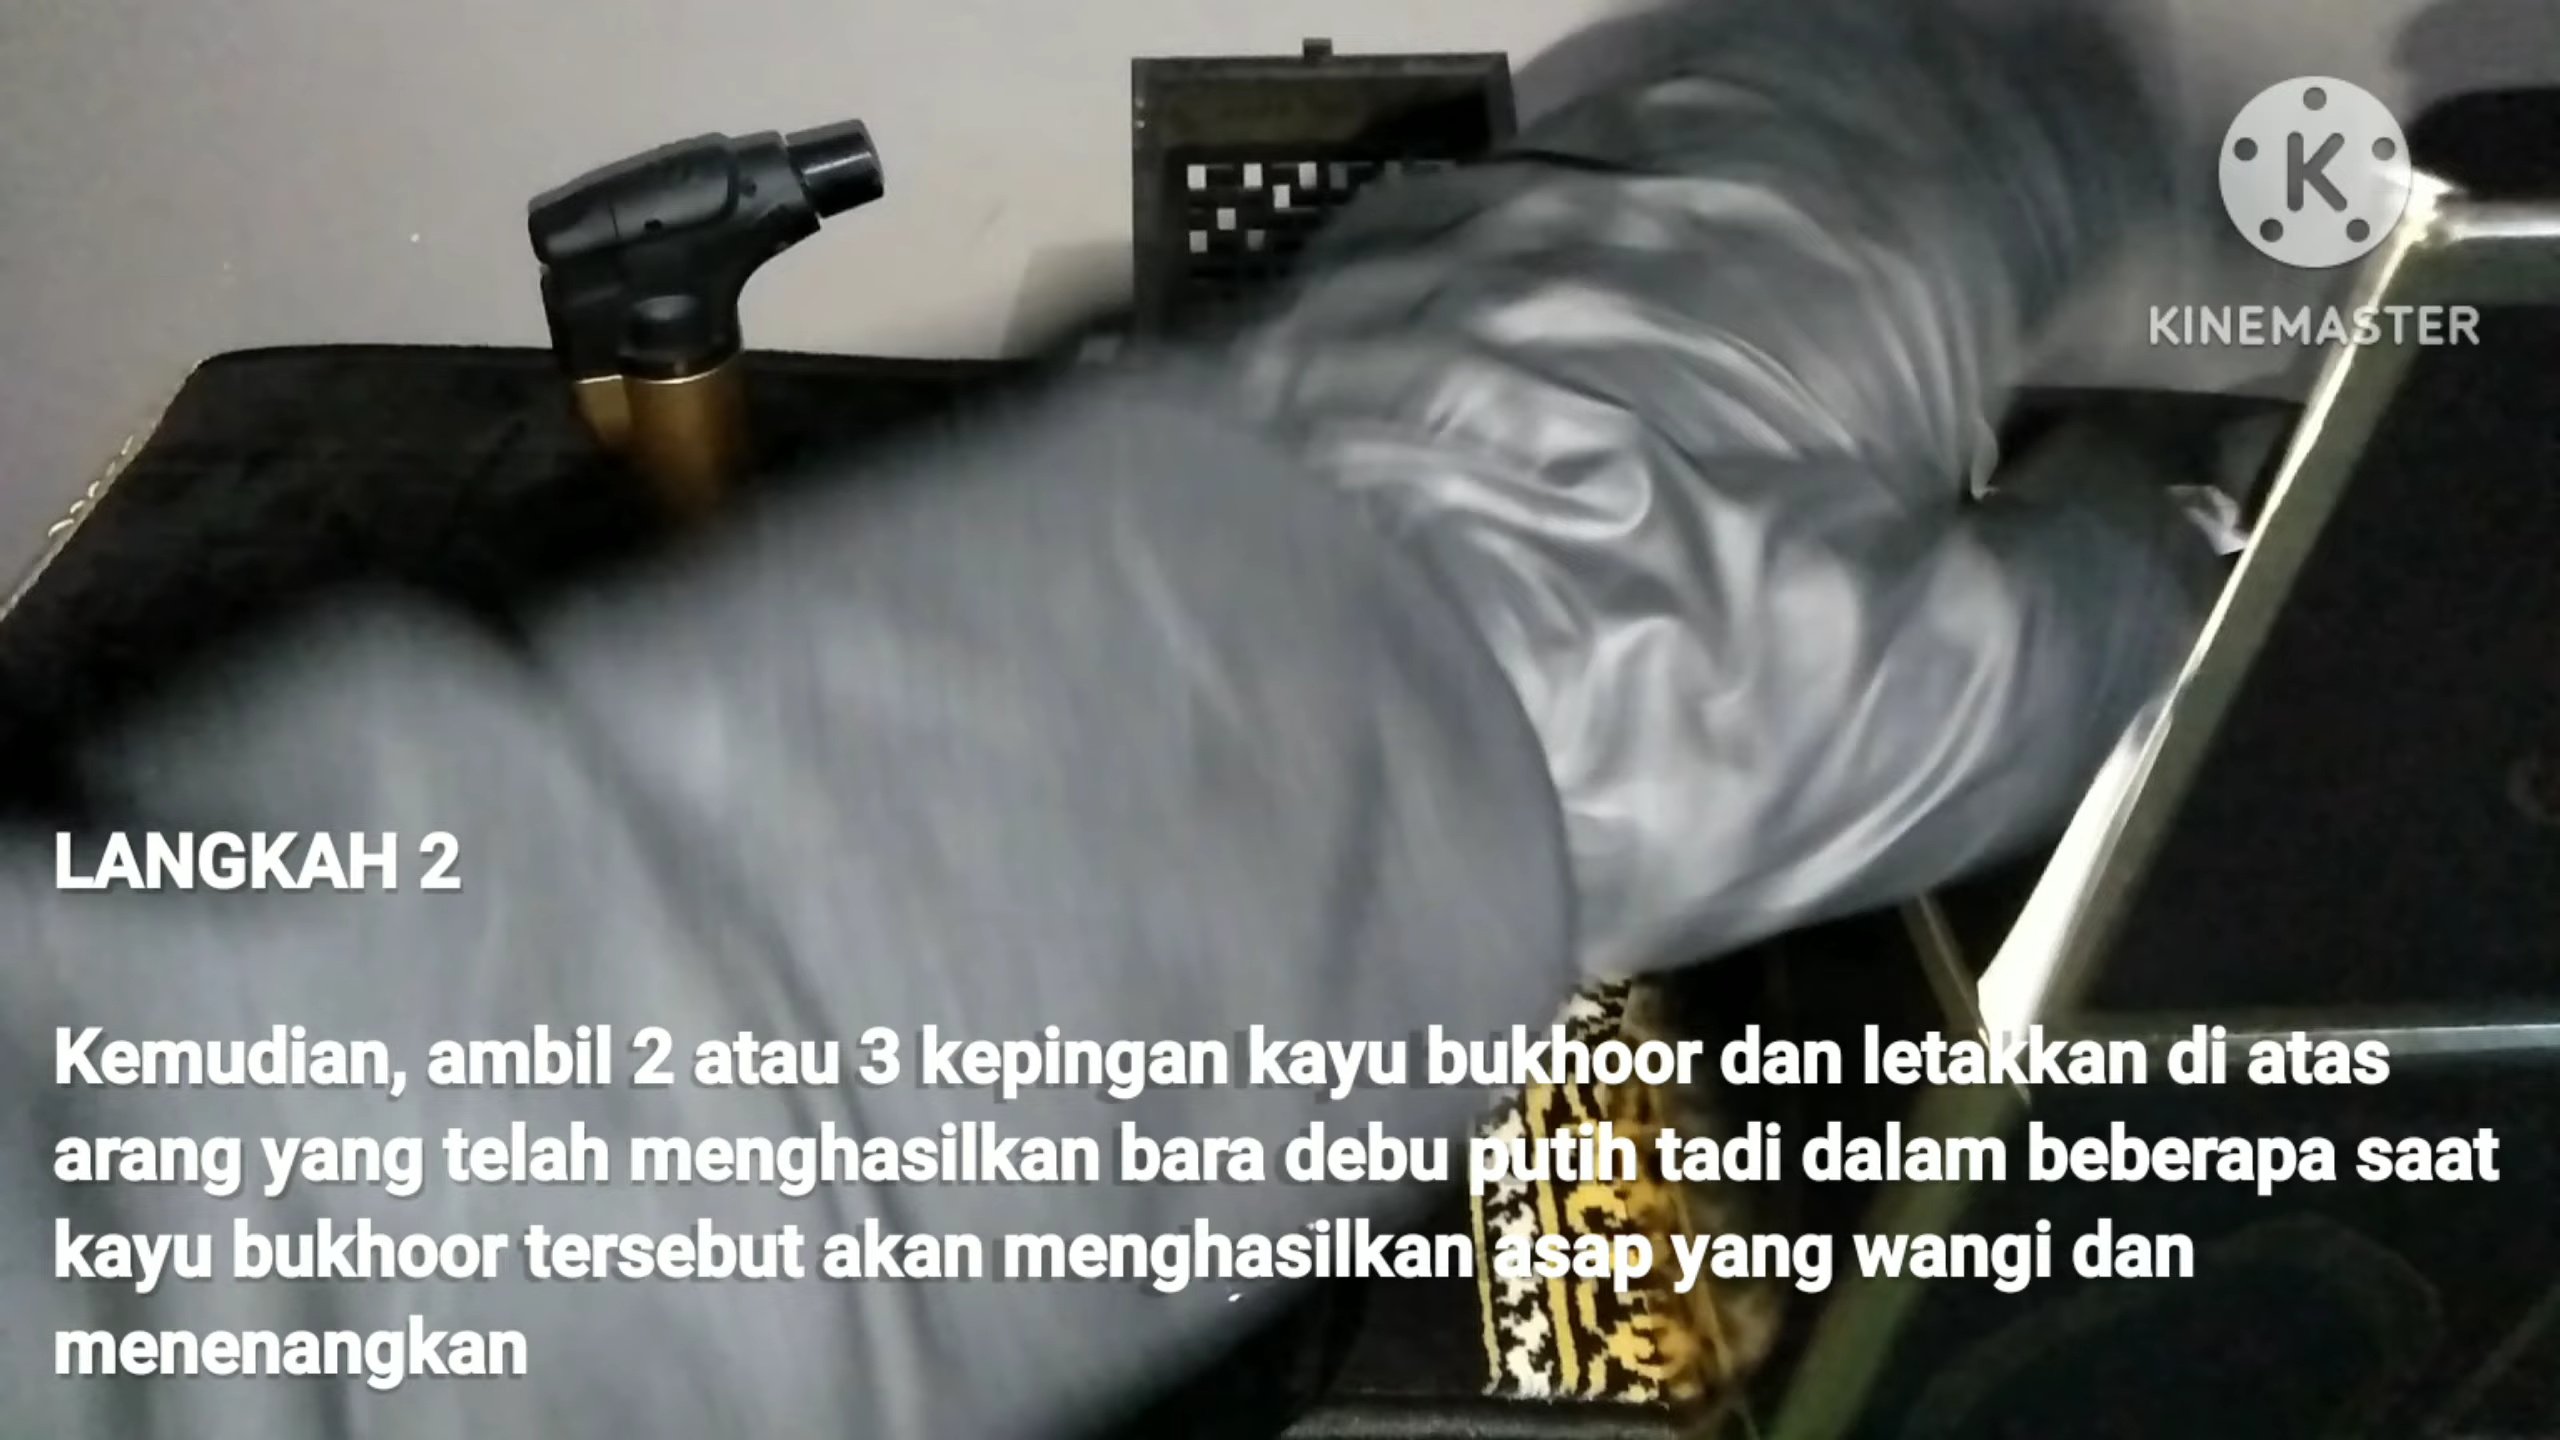 K
KINEMASTER
LANGKAH 2
Kemudian, ambil 2 atau 3 kepingan kayu bukhoor dan letakkan di atas
arang yang telah menghasilkan bara debu putih tadi dalam beberapa saat
kayu bukhoor tersebut akan menghasilkan asap yang wangi dan
menenangkan